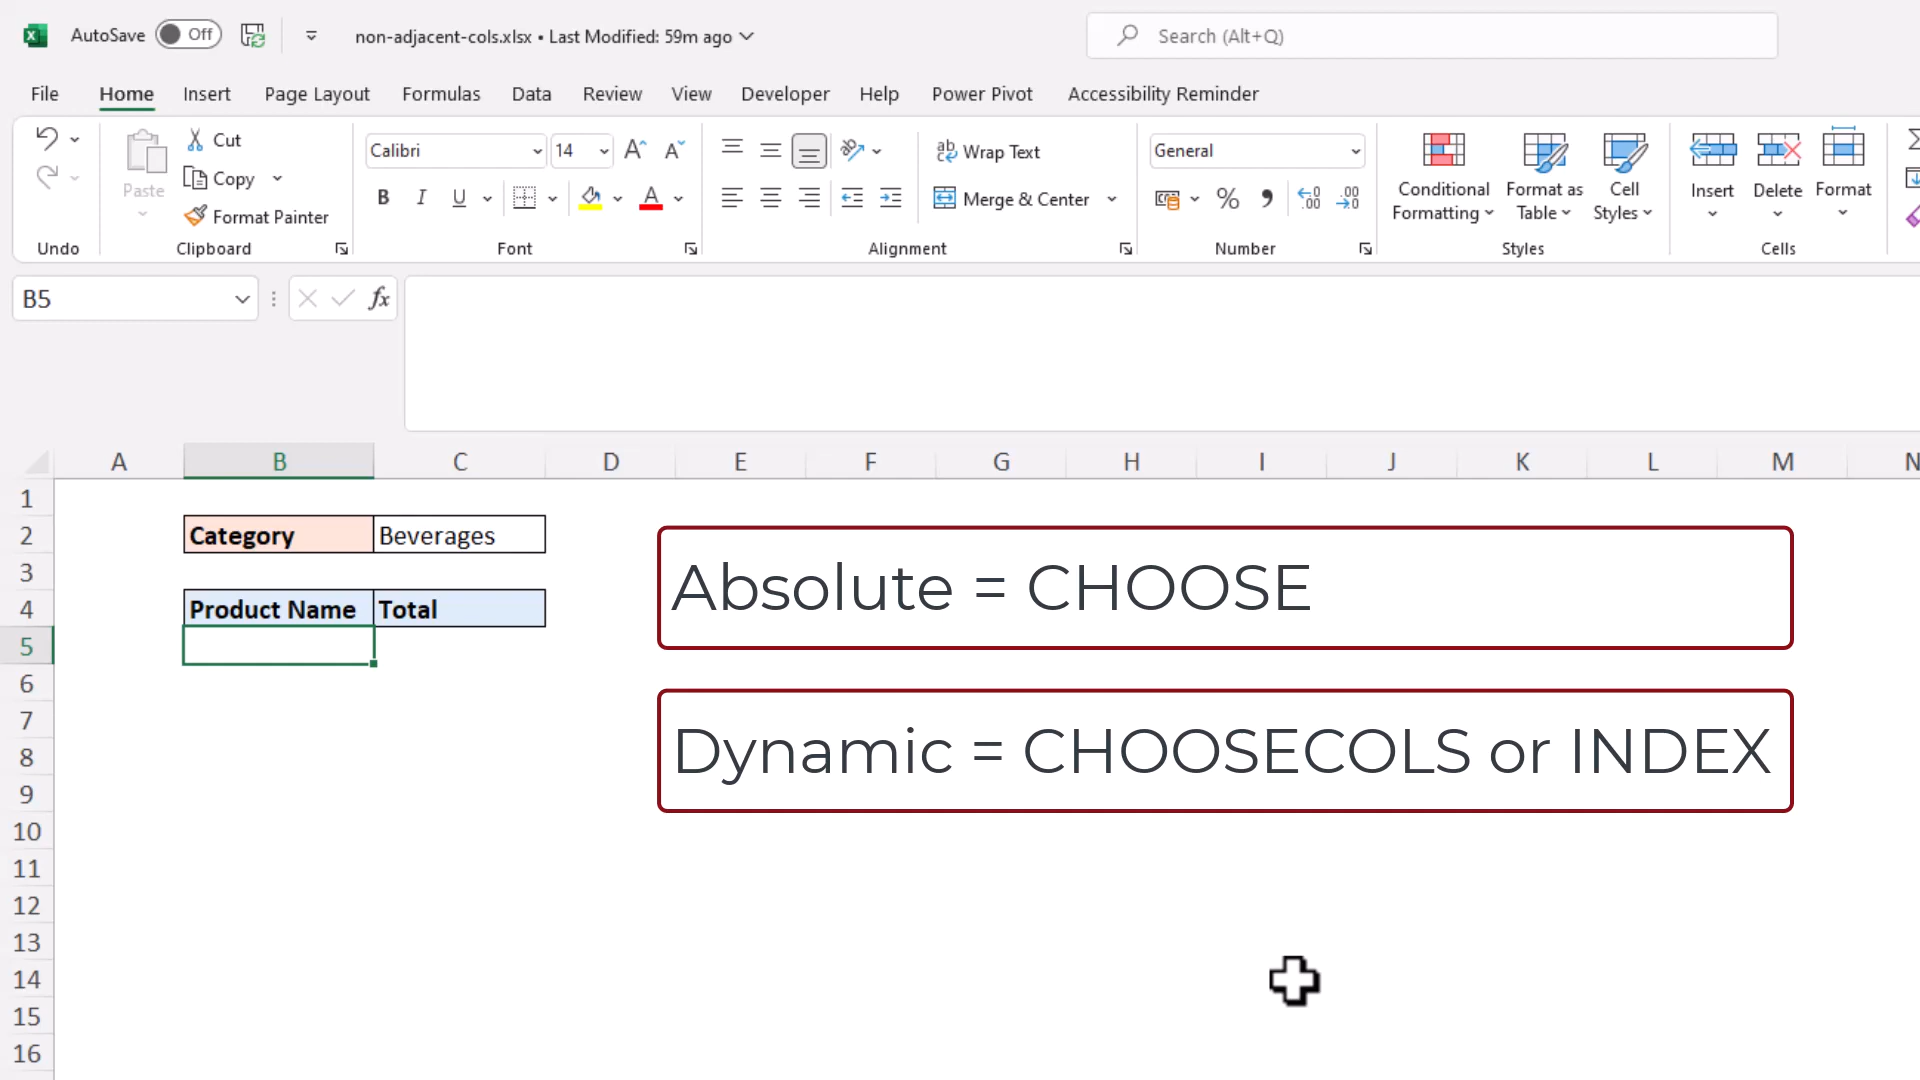 AutoSave Off non-adjacent-cols.xlsx • Last Modified: 59m ago Search (Alt+Q)
File Home Insert Page Layout Formulas Data Review View Developer Help Power Pivot Accessibility Reminder
Paste Cut Copy Format Painter
Calibri 14
B I U A
ab Wrap Text
Merge & Center
General
% 
Conditional Formatting
Format as Table
Cell Styles
Insert Delete Format
Undo Clipboard Font Alignment Number Styles Cells
B5 fx
A B C D E F G H I J K L M N
1
2 Category Beverages
3
4 Product Name Total
5
6
7
8
9
10
11
12
13
14
15
16
Absolute = CHOOSE
Dynamic = CHOOSECOLS or INDEX